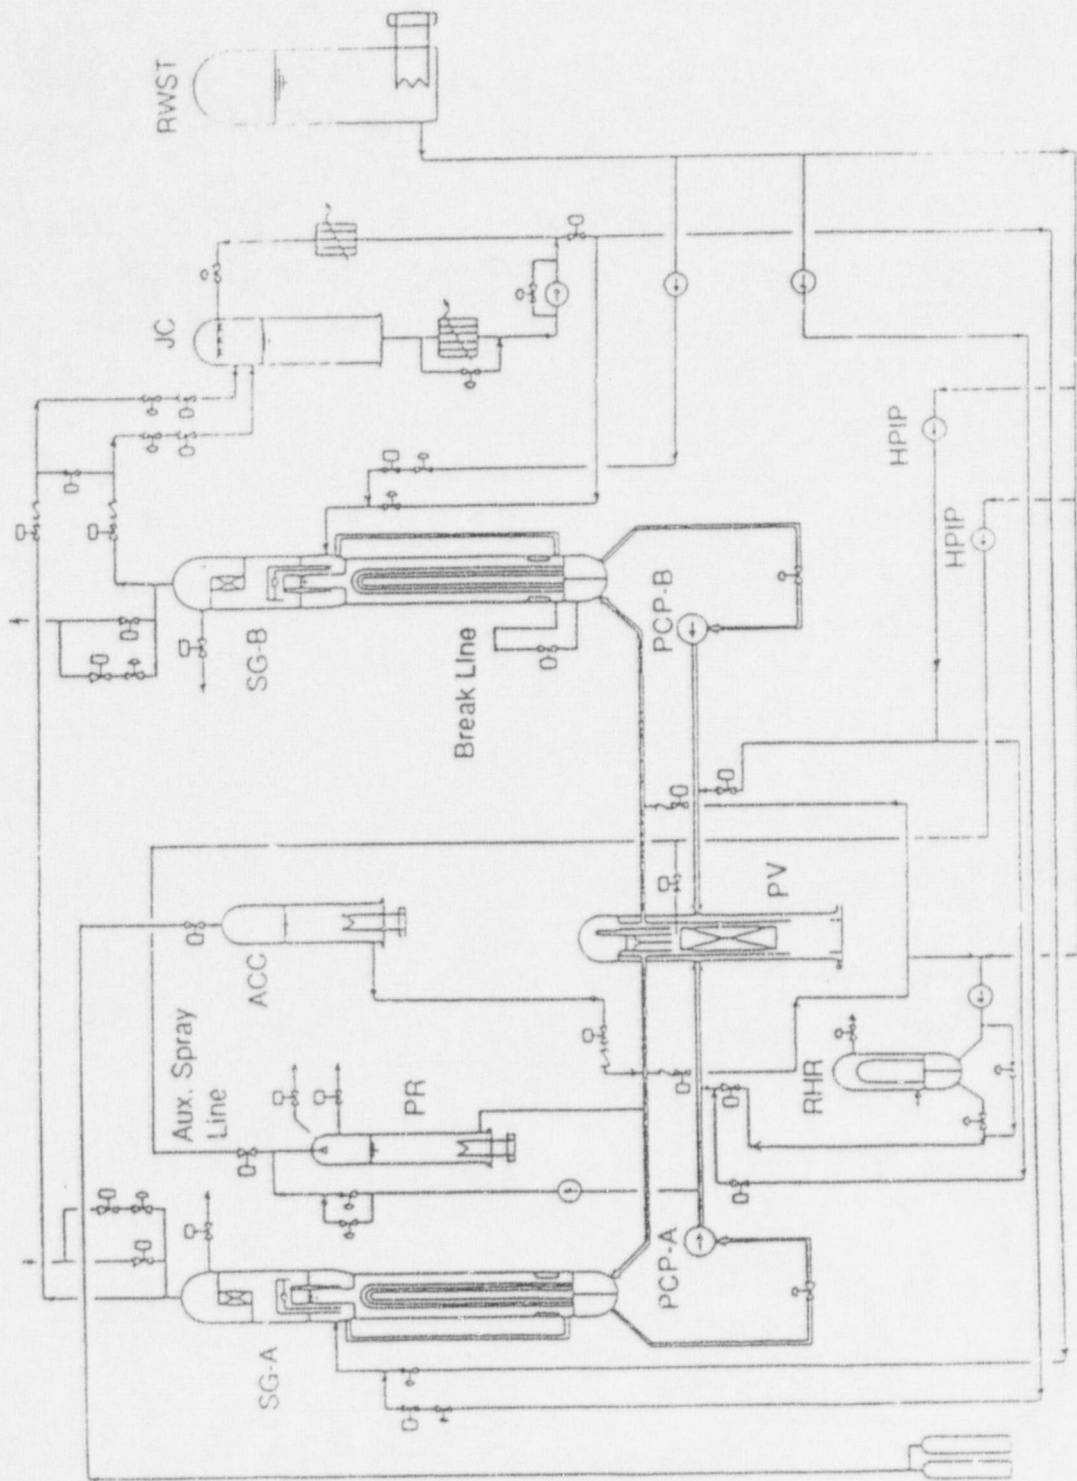 RWST
JC
HPIP
HPIP
SG-B
Break Line
PCP-B
ACC
PV
Aux. Spray
Line
PR
RHR
SG-A
PCP-A